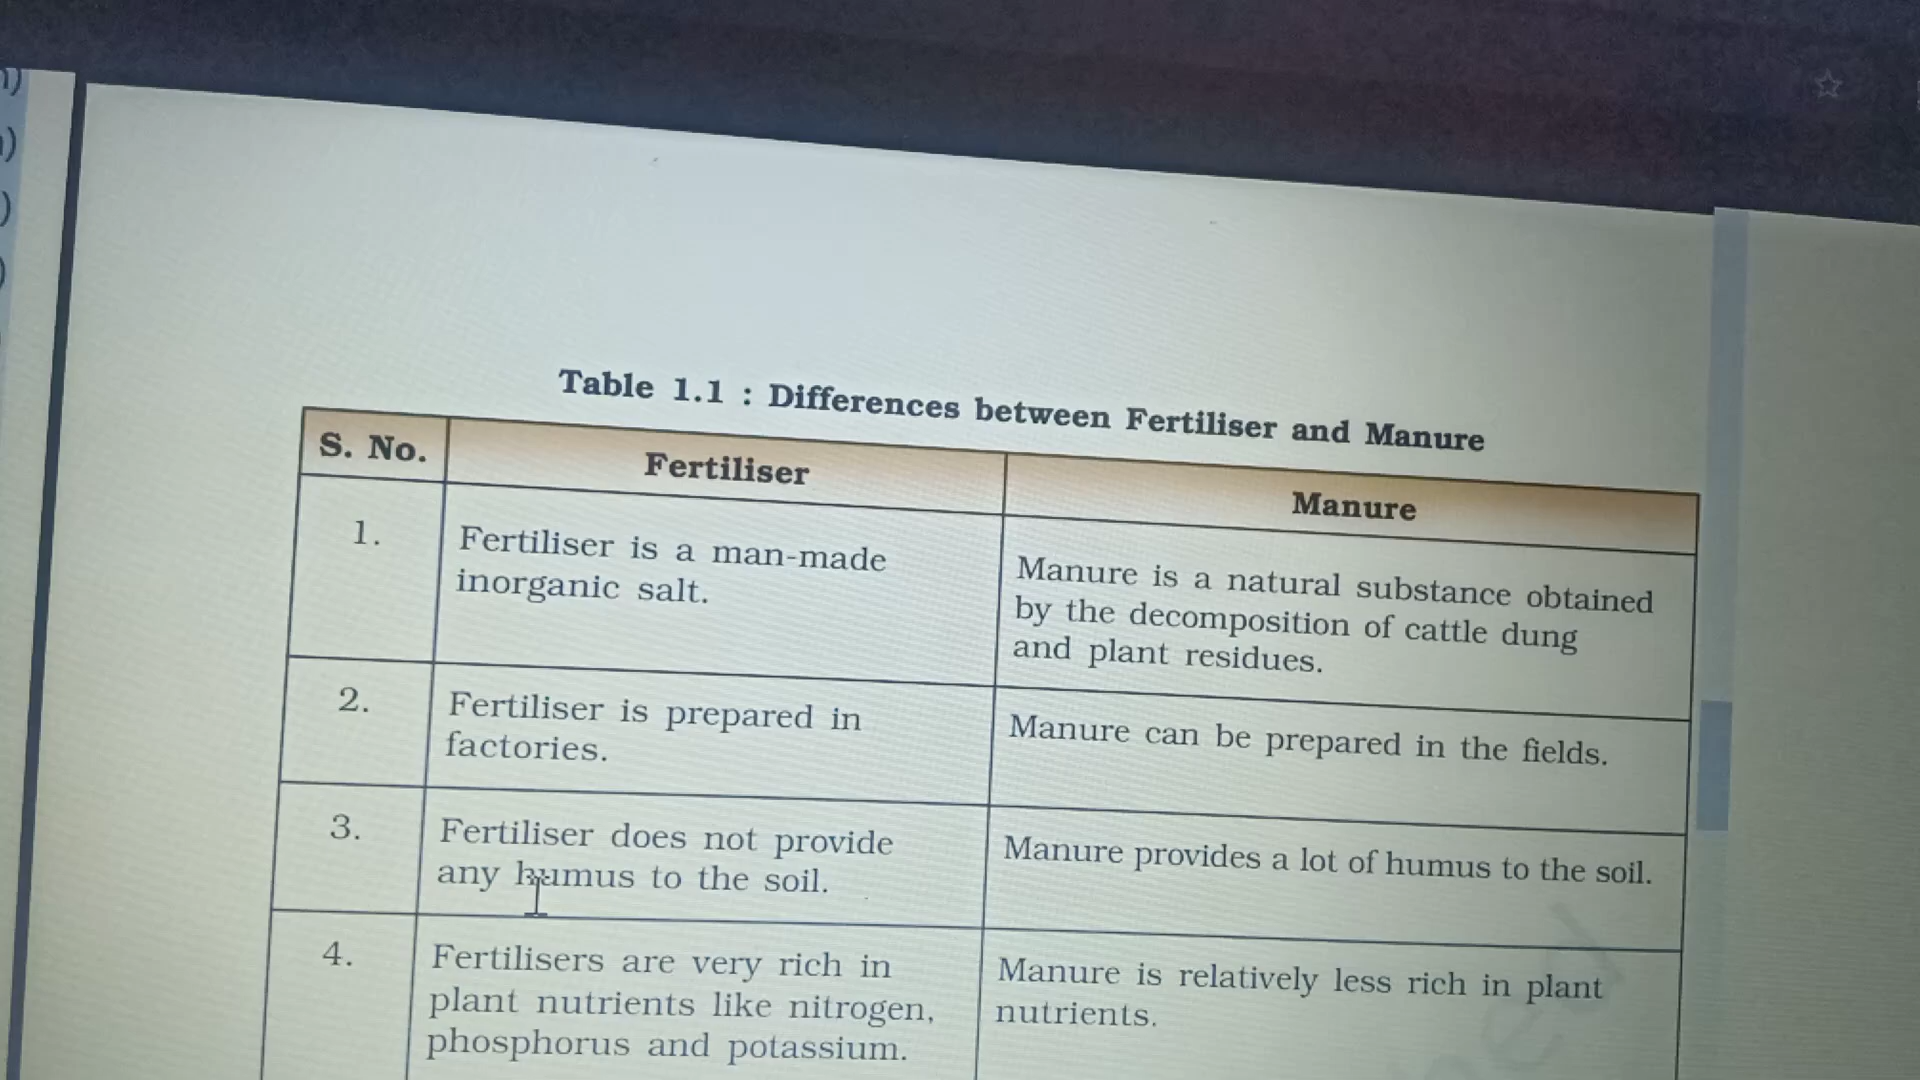 Table 1.1 : Differences between Fertiliser and Manure
S. No.
Fertiliser
Manure
1.
Fertiliser is a man-made
inorganic salt.
Manure is a natural substance obtained
by the decomposition of cattle dung
and plant residues.
2.
Fertiliser is prepared in
factories.
Manure can be prepared in the fields.
3.
Fertiliser does not provide
any humus to the soil.
Manure provides a lot of humus to the soil.
4.
Fertilisers are very rich in
plant nutrients like nitrogen,
phosphorus and potassium.
Manure is relatively less rich in plant
nutrients.